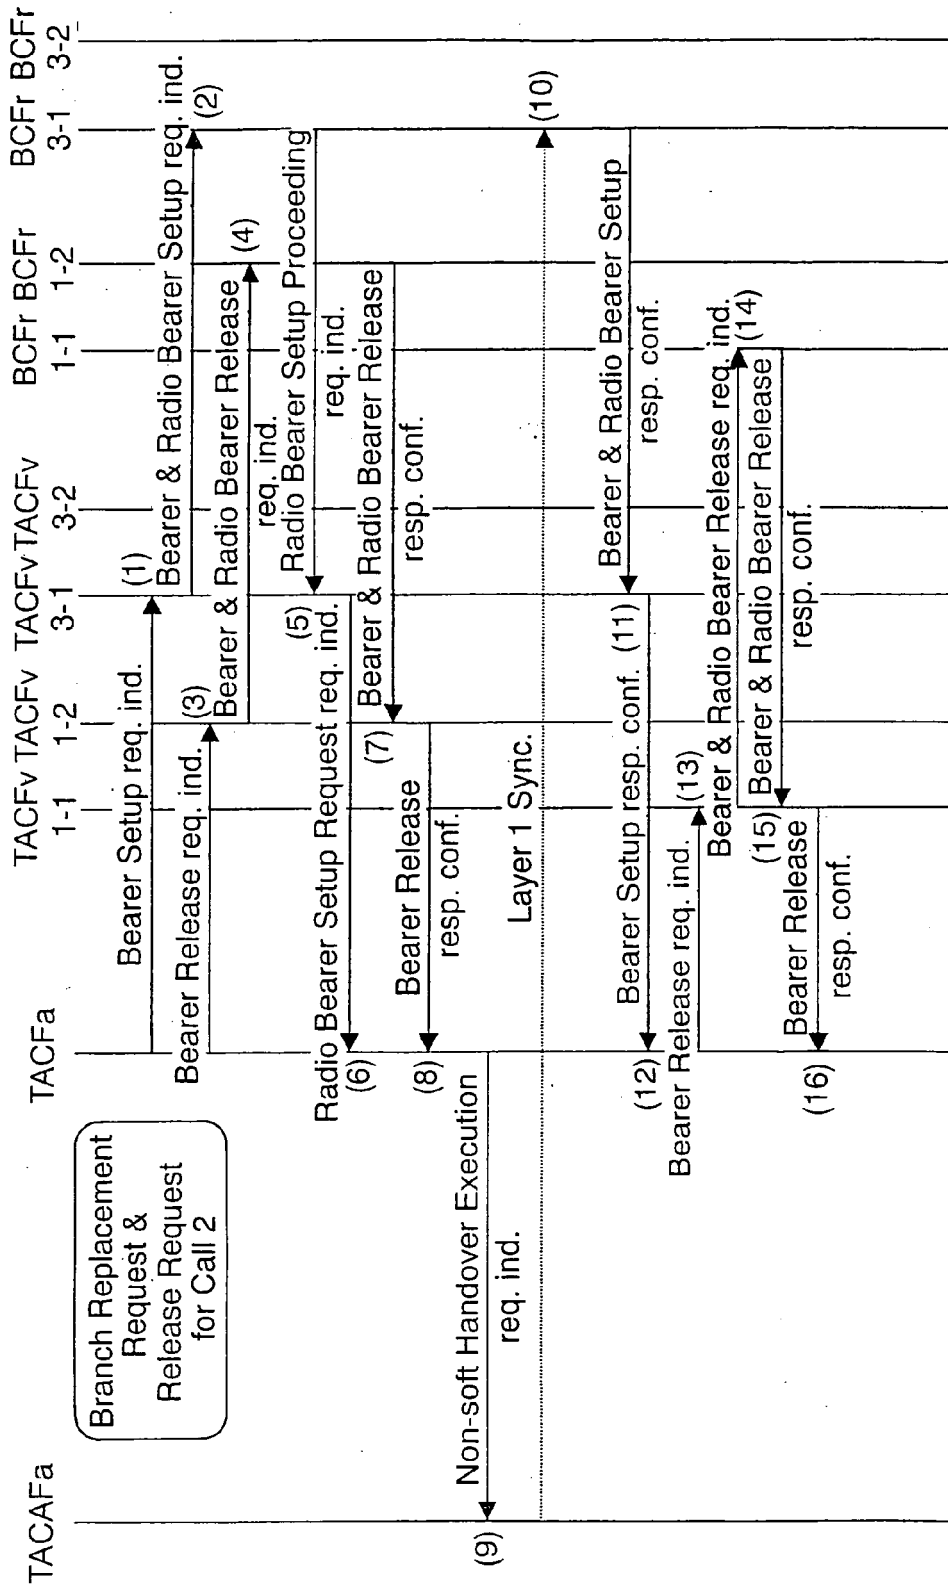 TACAFa
TACFa
TACFv TACFv TACFv TACFv
1-1 1-2 3-1 3-2
BCFr BCFr BCFr BCFr
1-1 1-2 3-1 3-2
Branch Replacement
Request &
Release Request
for Call 2
Bearer Setup req. ind.
(1)
Bearer & Radio Bearer Setup req. ind.
(2)
Bearer Release req. ind.
(3)
Bearer & Radio Bearer Release
req. ind.
(4)
Radio Bearer Setup Proceeding
req. ind.
(5)
Radio Bearer Setup Request req. ind.
(6)
Bearer & Radio Bearer Release
resp. conf.
(7)
Bearer Release
resp. conf.
(8)
Non-soft Handover Execution
req. ind.
(9)
Layer 1 Sync.
(10)
Bearer & Radio Bearer Setup
resp. conf.
(11)
Bearer Setup resp. conf.
(12)
Bearer Release req. ind.
(13)
Bearer & Radio Bearer Release req. ind.
(14)
Bearer & Radio Bearer Release
resp. conf.
(15)
Bearer Release
resp. conf.
(16)